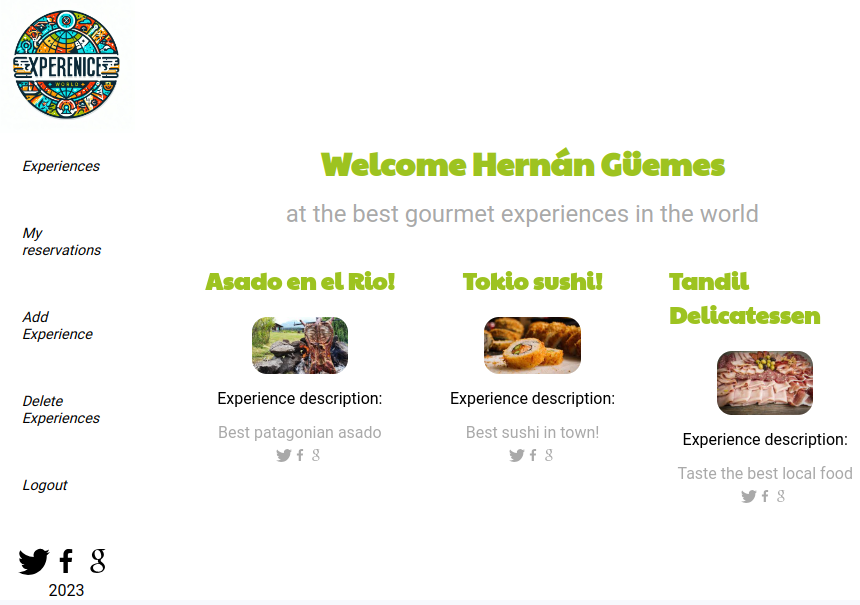 XPERENICE
WORLD
Experiences
My
reservations
Add
Experience
Delete
Experiences
Logout
2023
Welcome Hernán Güemes
at the best gourmet experiences in the world
Asado en el Rio!
Experience description:
Best patagonian asado
Tokio sushi!
Experience description:
Best sushi in town!
Tandil
Delicatessen
Experience description:
Taste the best local food